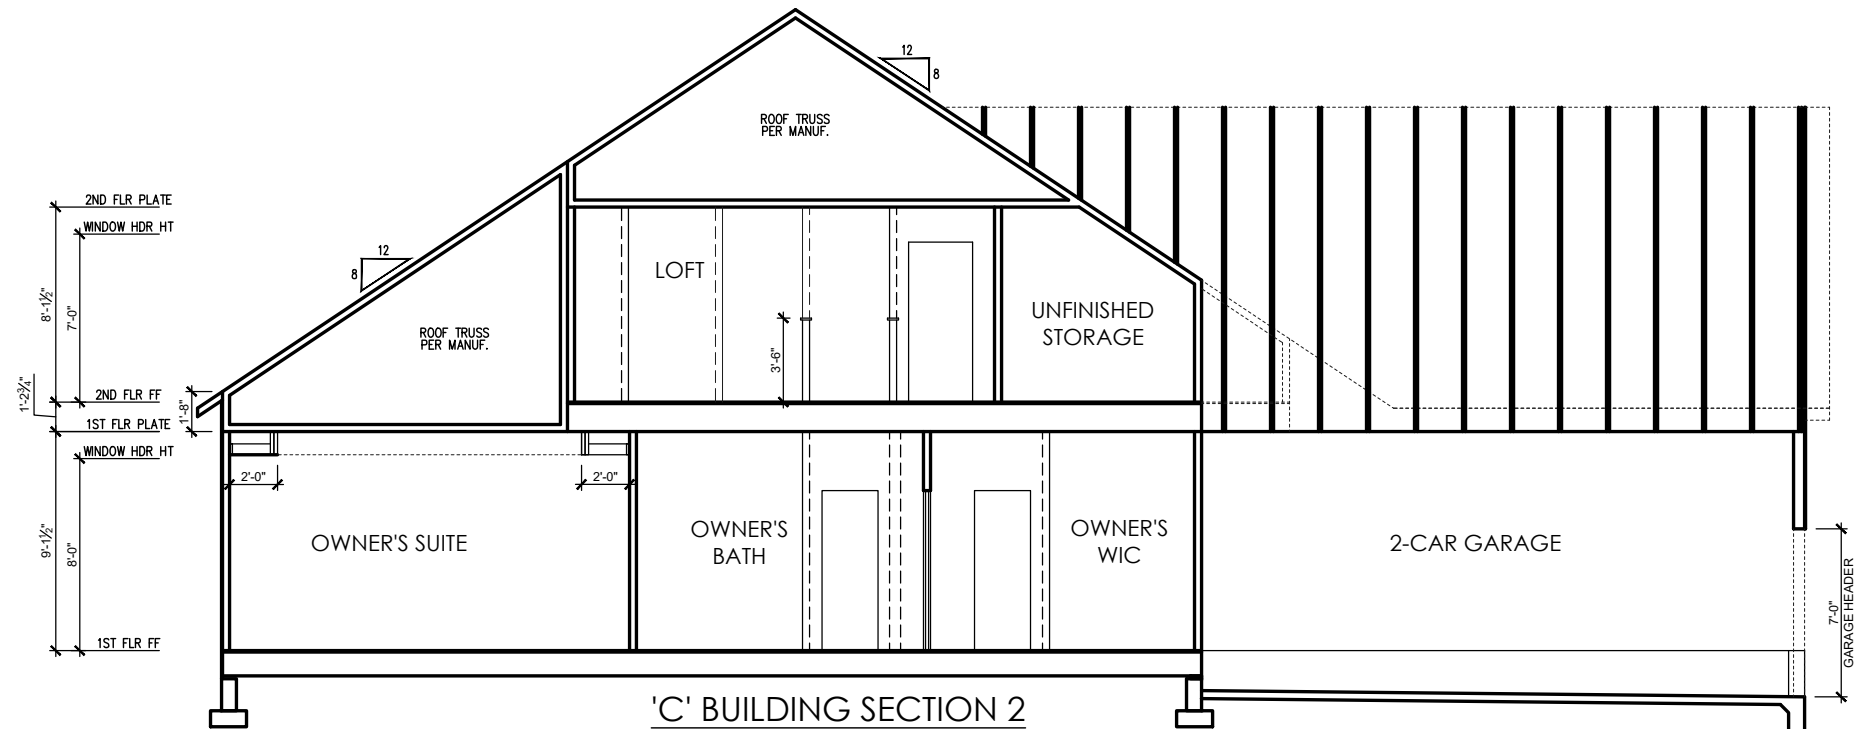 12
8
ROOF TRUSS
PER MANUF.
2ND FLR PLATE
WINDOW HDR HT
12
8
LOFT
UNFINISHED
STORAGE
8'-1½"
7'-0"
ROOF TRUSS
PER MANUF.
3'-6"
1'-2¾"
2ND FLR FF
1'-8"
1ST FLR PLATE
WINDOW HDR HT
2'-0"
2'-0"
9'-1½"
8'-0"
OWNER'S SUITE
OWNER'S
BATH
OWNER'S
WIC
2-CAR GARAGE
7'-0"
GARAGE HEADER
1ST FLR FF
'C' BUILDING SECTION 2